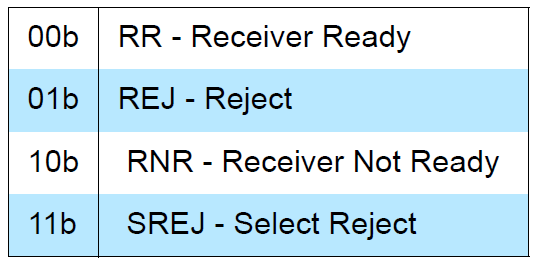 00b RR - Receiver Ready
01b REJ - Reject
10b RNR - Receiver Not Ready
11b SREJ - Select Reject